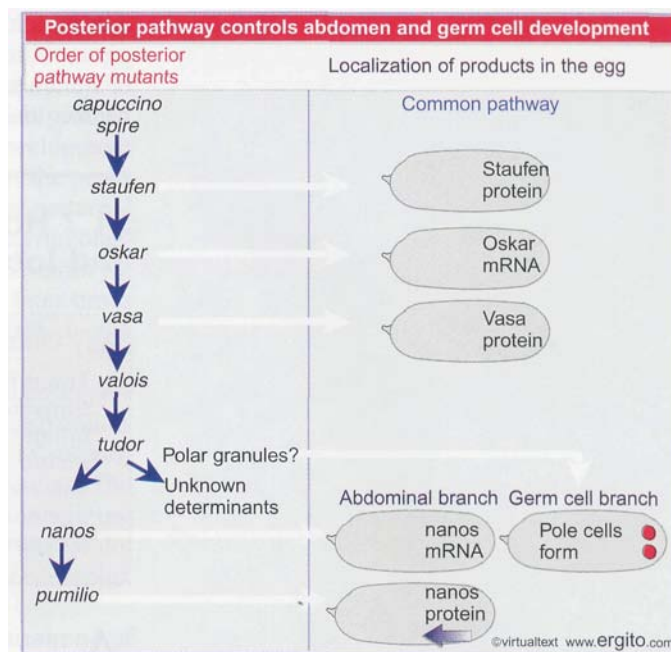 Posterior pathway controls abdomen and germ cell development
Order of posterior
pathway mutants
Localization of products in the egg
capuccino
spire
Common pathway
staufen
Staufen
protein
oskar
Oskar
mRNA
vasa
Vasa
protein
valois
tudor
Polar granules?
Unknown
determinants
Abdominal branch
Germ cell branch
nanos
nanos
mRNA
Pole cells
form
pumilio
nanos
protein
©virtualtext www.ergito.com